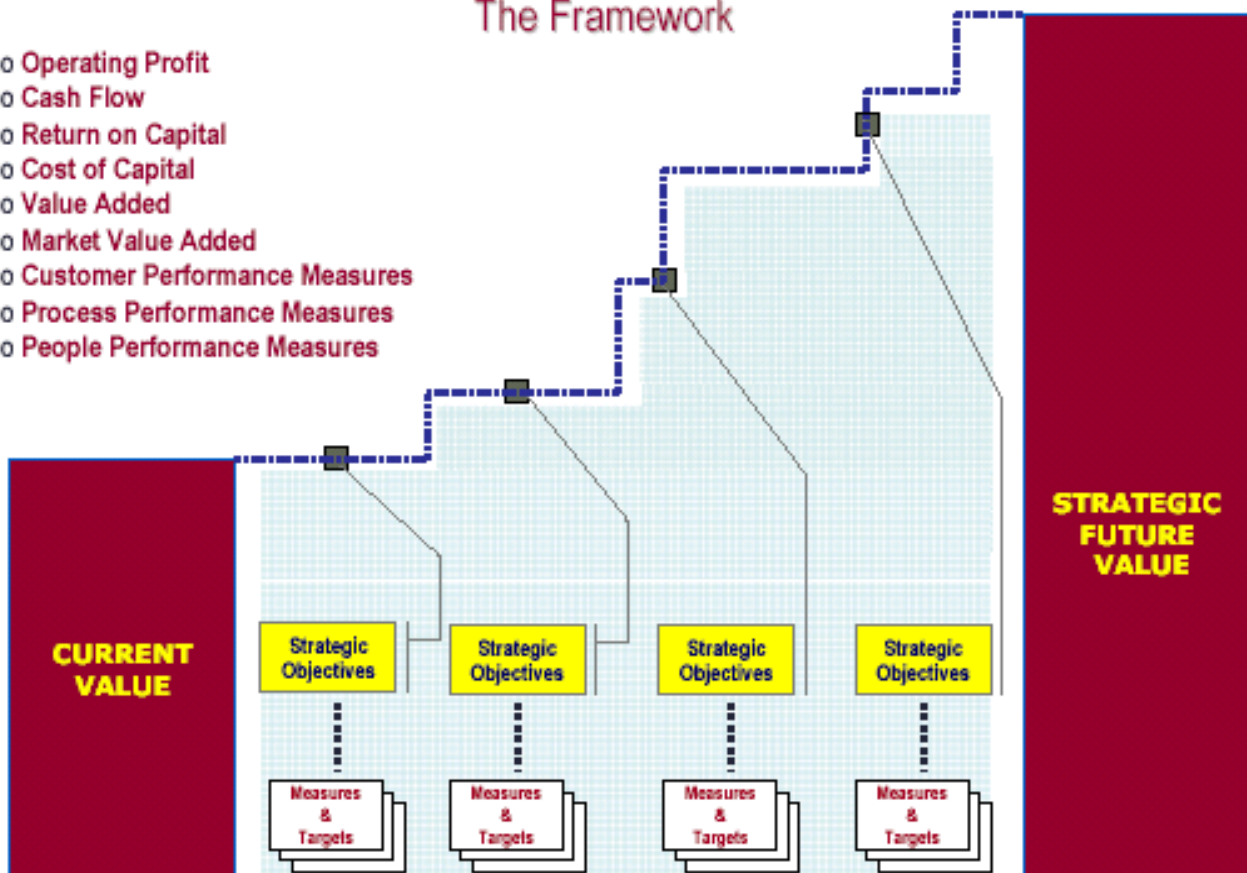 The Framework
o Operating Profit
o Cash Flow
o Return on Capital
o Cost of Capital
o Value Added
o Market Value Added
o Customer Performance Measures
o Process Performance Measures
o People Performance Measures
STRATEGIC
FUTURE
VALUE
CURRENT
VALUE
Strategic
Objectives
Strategic
Objectives
Strategic
Objectives
Strategic
Objectives
Measures
&
Targets
Measures
&
Targets
Measures
&
Targets
Measures
&
Targets